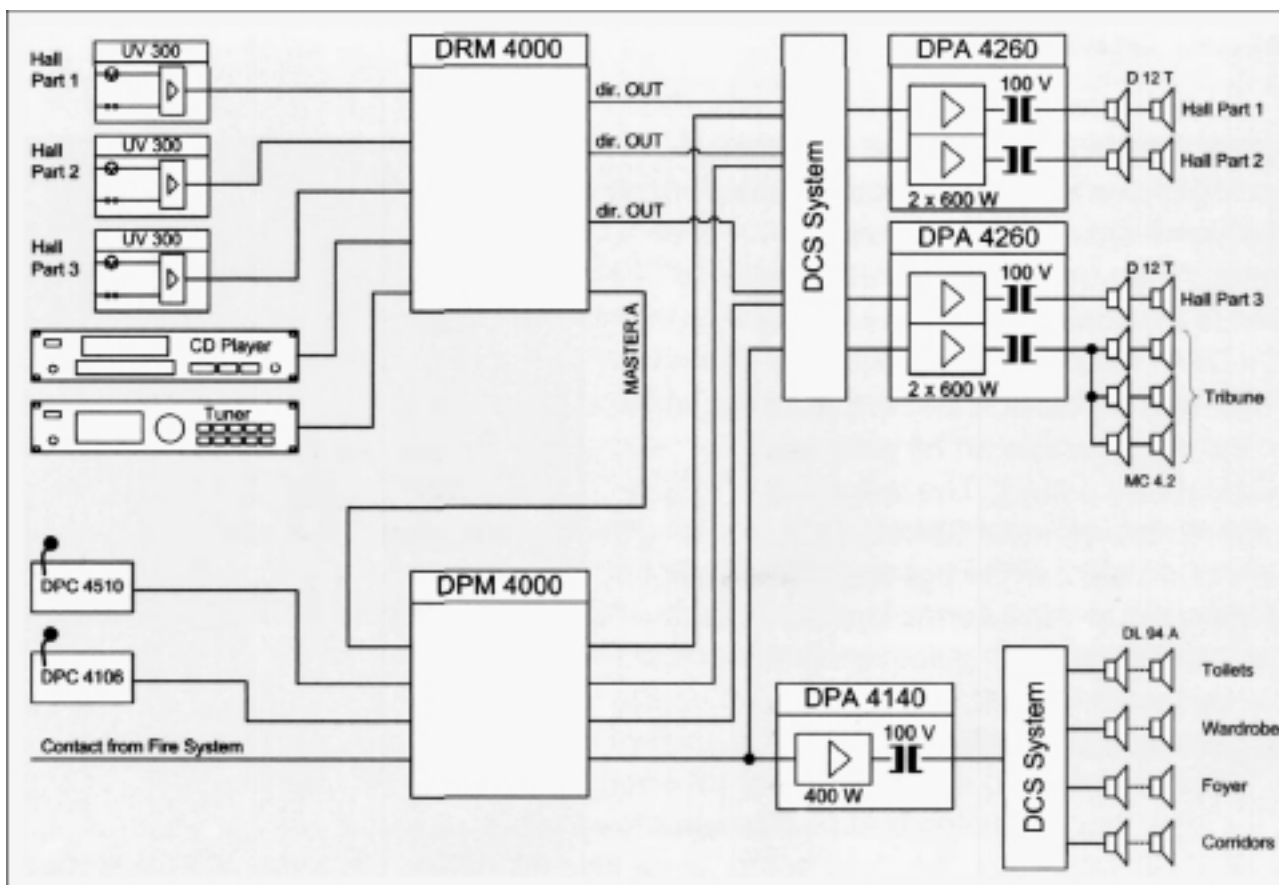 Hall
Part 1
UV 300
Hall
Part 2
UV 300
Hall
Part 3
UV 300
CD Player
Tuner
DRM 4000
dir. OUT
dir. OUT
dir. OUT
MASTER A
DCS System
DPA 4260
100 V
2 x 600 W
D 12 T
Hall Part 1
Hall Part 2
DPA 4260
100 V
2 x 600 W
D 12 T
Hall Part 3
Tribune
MC 4.2
DPC 4510
DPC 4106
Contact from Fire System
DPM 4000
DPA 4140
100 V
400 W
DCS System
DL 94 A
Toilets
Wardrobe
Foyer
Corridors